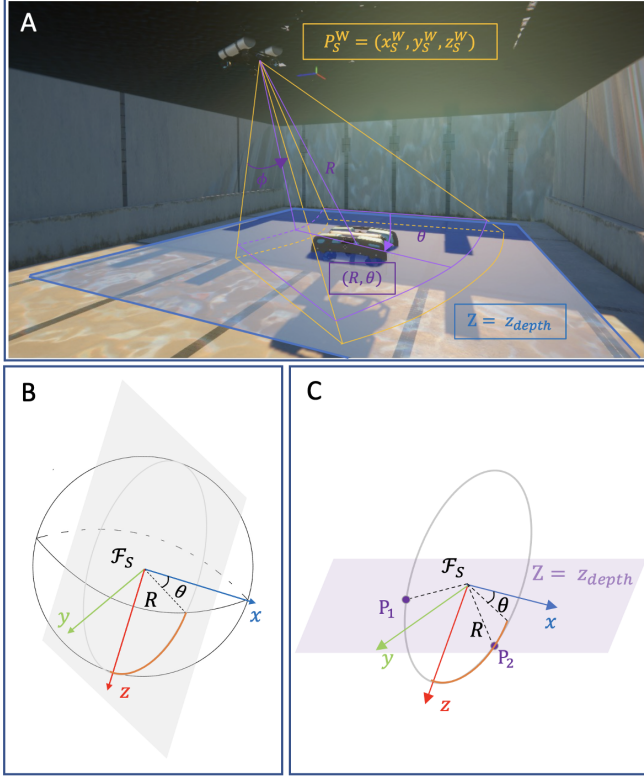 A
P_S^W = (x_S^W, y_S^W, z_S^W)
ϕ
R
θ
(R, θ)
Z = z_depth
B
F_S
θ
R
x
y
z
C
Z = z_depth
F_S
P_1
θ
x
R
y
P_2
z